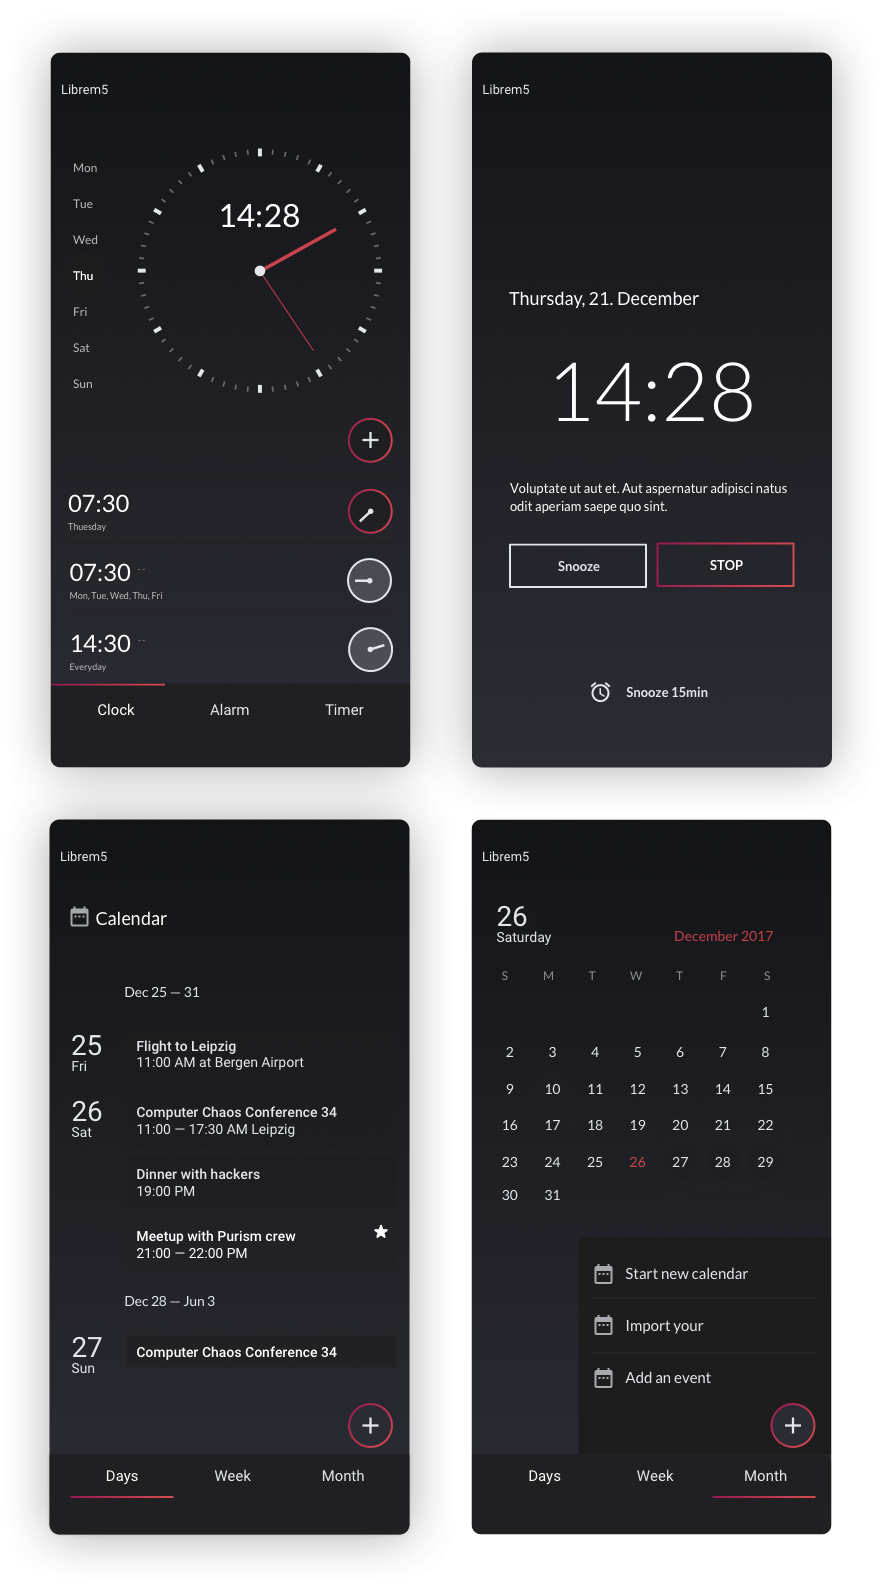 Librem5
Mon
Tue
Wed
Thu
Fri
Sat
Sun
14:28
07:30
Thuesday
07:30 --
Mon, Tue, Wed, Thu, Fri
14:30 --
Everyday
Clock Alarm Timer
Librem5
Thursday, 21. December
14:28
Voluptate ut aut et. Aut aspernatur adipisci natus
odit aperiam saepe quo sint.
Snooze STOP
Snooze 15min
Librem5
Calendar
Dec 25 — 31
25
Fri
Flight to Leipzig
11:00 AM at Bergen Airport
26
Sat
Computer Chaos Conference 34
11:00 — 17:30 AM Leipzig
Dinner with hackers
19:00 PM
Meetup with Purism crew
21:00 — 22:00 PM
Dec 28 — Jun 3
27
Sun
Computer Chaos Conference 34
Days Week Month
Librem5
26
Saturday
December 2017
S M T W T F S
1
2 3 4 5 6 7 8
9 10 11 12 13 14 15
16 17 18 19 20 21 22
23 24 25 26 27 28 29
30 31
Start new calendar
Import your
Add an event
Days Week Month